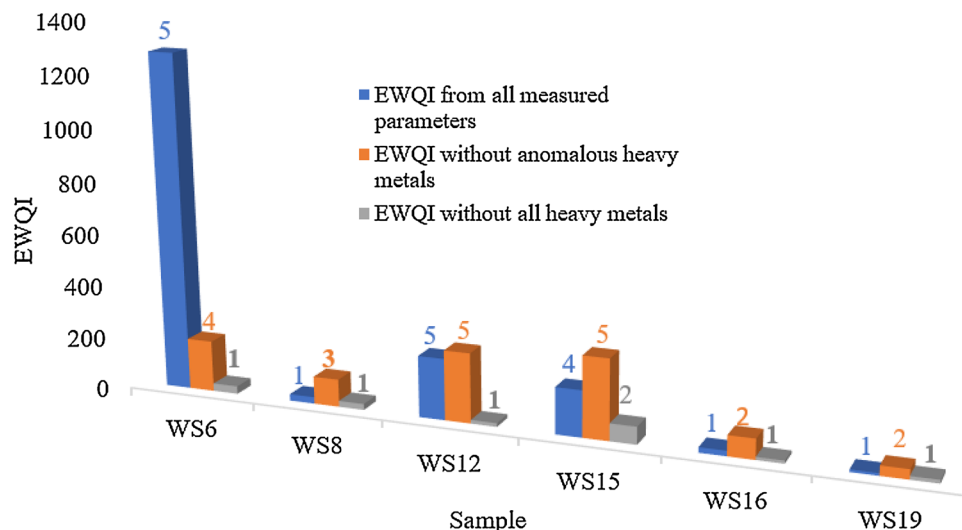 1400
1200
1000
800
600
400
200
0
EWQI
EWQI from all measured
parameters
EWQI without anomalous heavy
metals
EWQI without all heavy metals
5
4
1
1
3
1
5
5
1
4
5
2
1
2
1
1
2
1
WS6
WS8
WS12
WS15
WS16
WS19
Sample